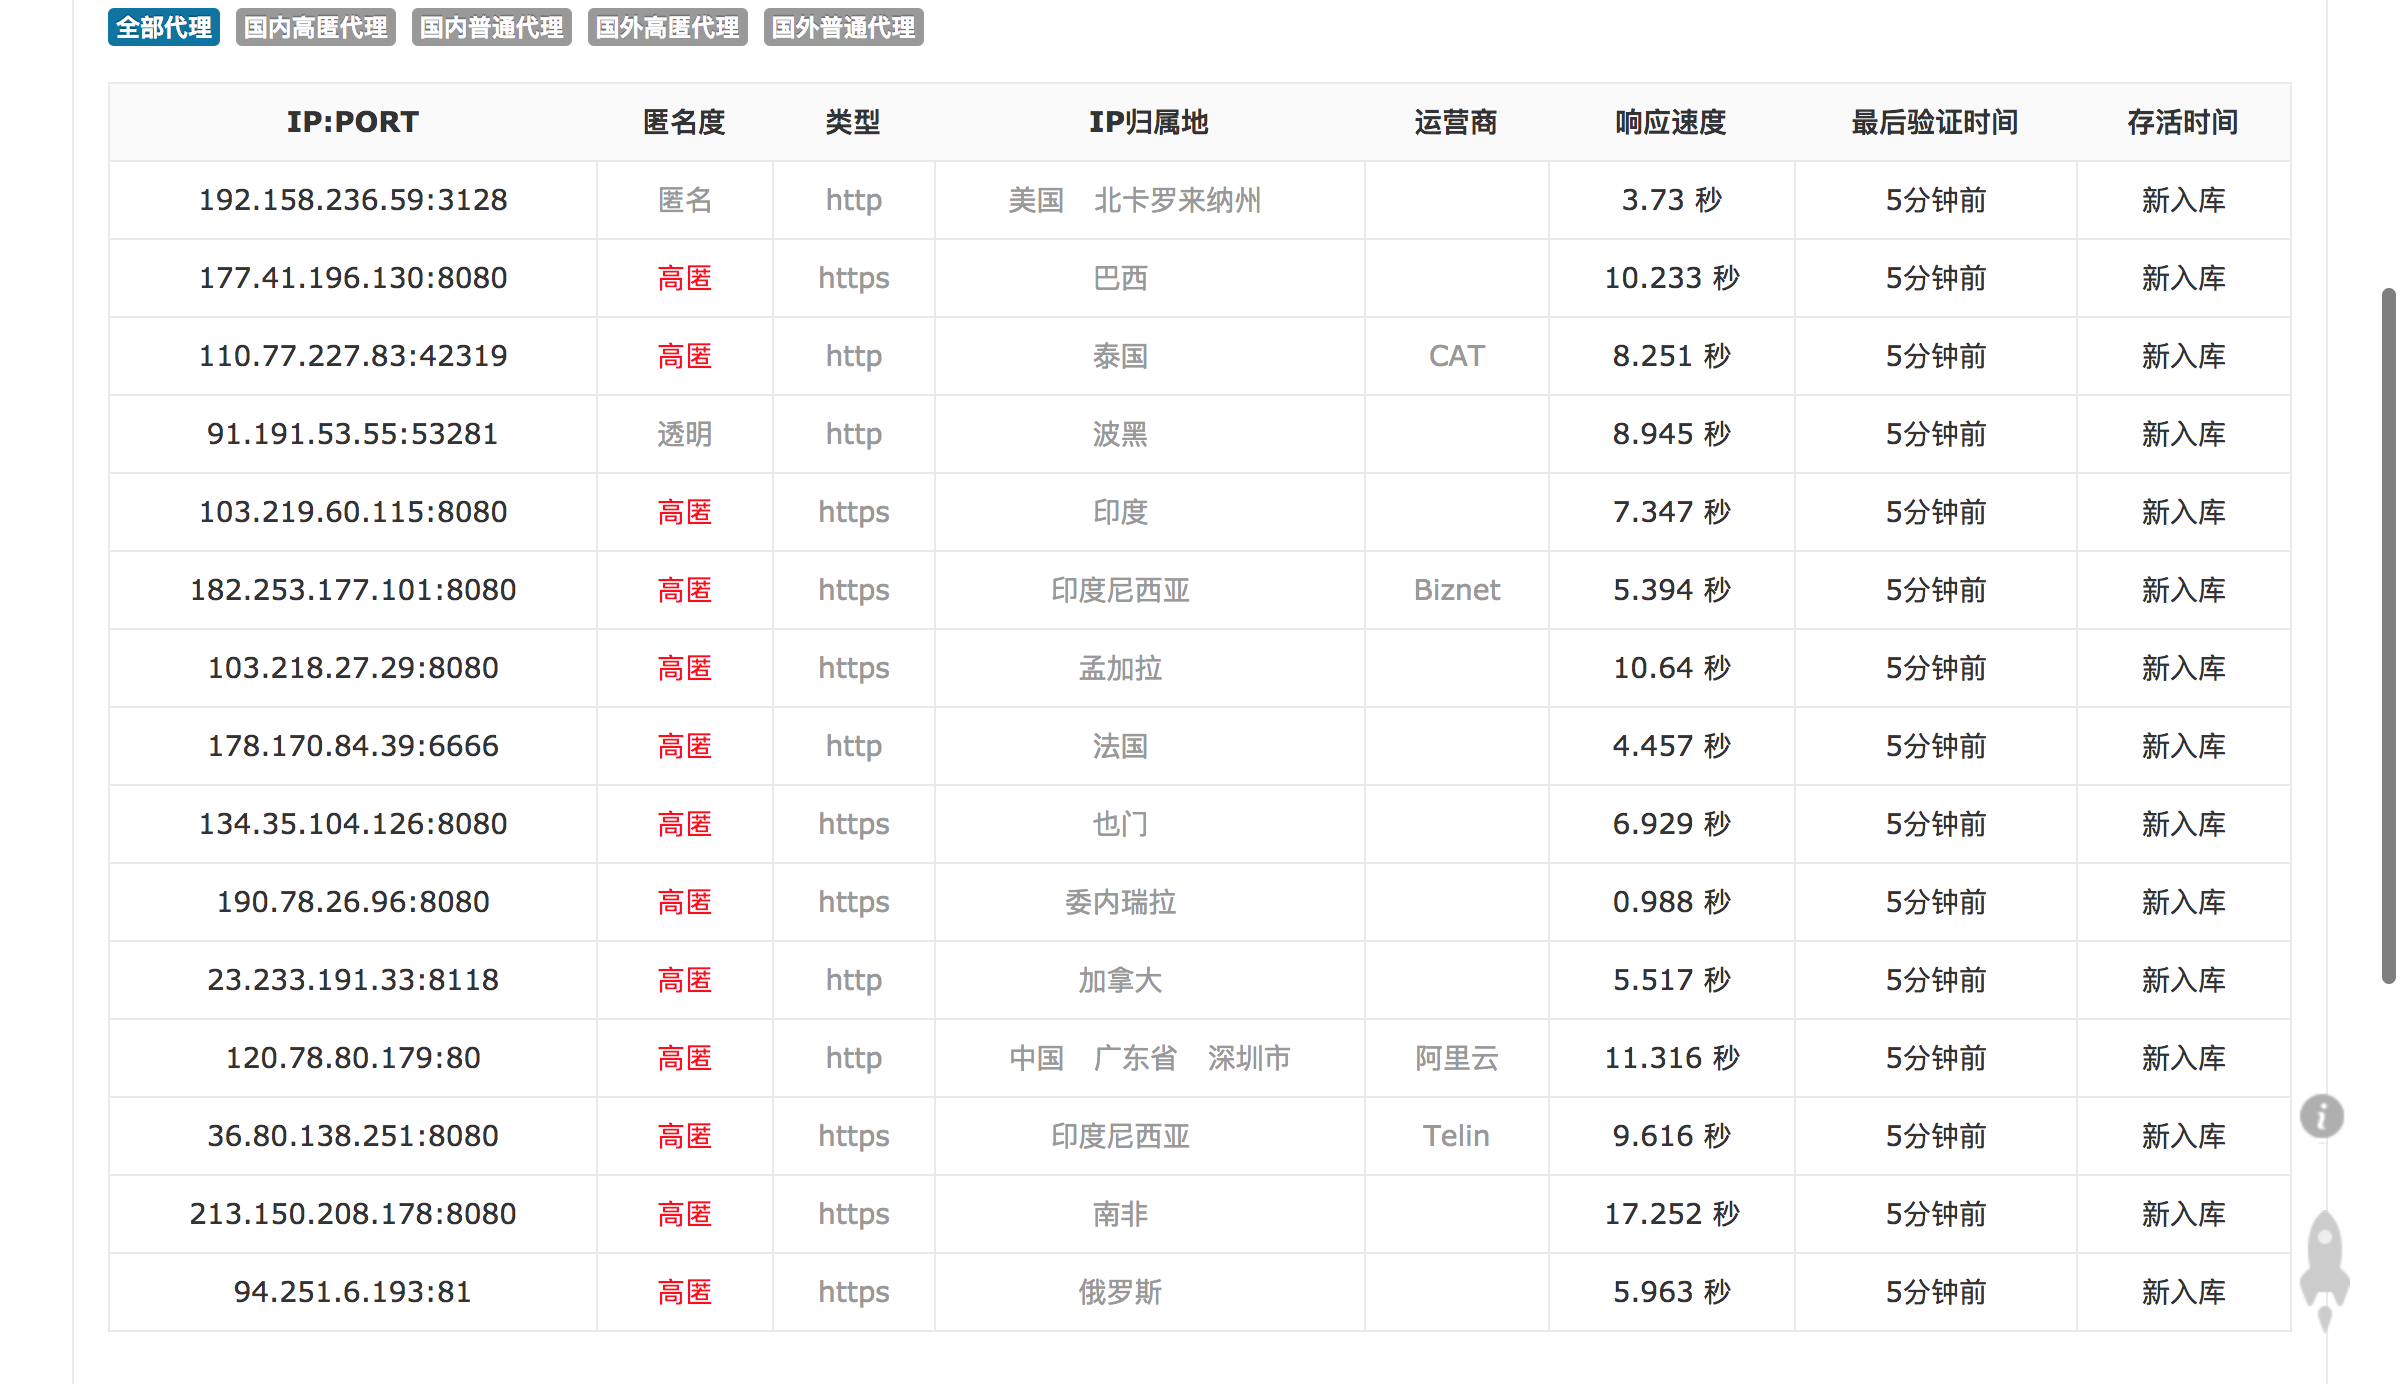 全部代理 国内高匿代理 国内普通代理 国外高匿代理 国外普通代理
IP:PORT 匿名度 类型 IP归属地 运营商 响应速度 最后验证时间 存活时间
192.158.236.59:3128 匿名 http 美国 北卡罗来纳州 3.73 秒 5分钟前 新入库
177.41.196.130:8080 高匿 https 巴西 10.233 秒 5分钟前 新入库
110.77.227.83:42319 高匿 http 泰国 CAT 8.251 秒 5分钟前 新入库
91.191.53.55:53281 透明 http 波黑 8.945 秒 5分钟前 新入库
103.219.60.115:8080 高匿 https 印度 7.347 秒 5分钟前 新入库
182.253.177.101:8080 高匿 https 印度尼西亚 Biznet 5.394 秒 5分钟前 新入库
103.218.27.29:8080 高匿 https 孟加拉 10.64 秒 5分钟前 新入库
178.170.84.39:6666 高匿 http 法国 4.457 秒 5分钟前 新入库
134.35.104.126:8080 高匿 https 也门 6.929 秒 5分钟前 新入库
190.78.26.96:8080 高匿 https 委内瑞拉 0.988 秒 5分钟前 新入库
23.233.191.33:8118 高匿 http 加拿大 5.517 秒 5分钟前 新入库
120.78.80.179:80 高匿 http 中国 广东省 深圳市 阿里云 11.316 秒 5分钟前 新入库
36.80.138.251:8080 高匿 https 印度尼西亚 Telin 9.616 秒 5分钟前 新入库
213.150.208.178:8080 高匿 https 南非 17.252 秒 5分钟前 新入库
94.251.6.193:81 高匿 https 俄罗斯 5.963 秒 5分钟前 新入库